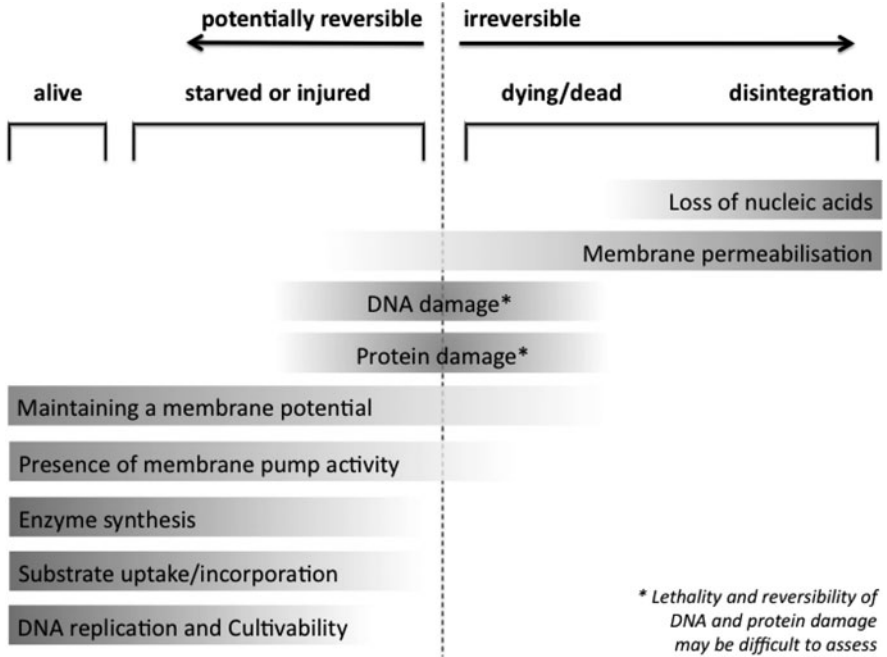 potentially reversible irreversible
alive starved or injured dying/dead disintegration
Loss of nucleic acids
Membrane permeabilisation
DNA damage*
Protein damage*
Maintaining a membrane potential
Presence of membrane pump activity
Enzyme synthesis
Substrate uptake/incorporation
DNA replication and Cultivability
* Lethality and reversibility of
DNA and protein damage
may be difficult to assess